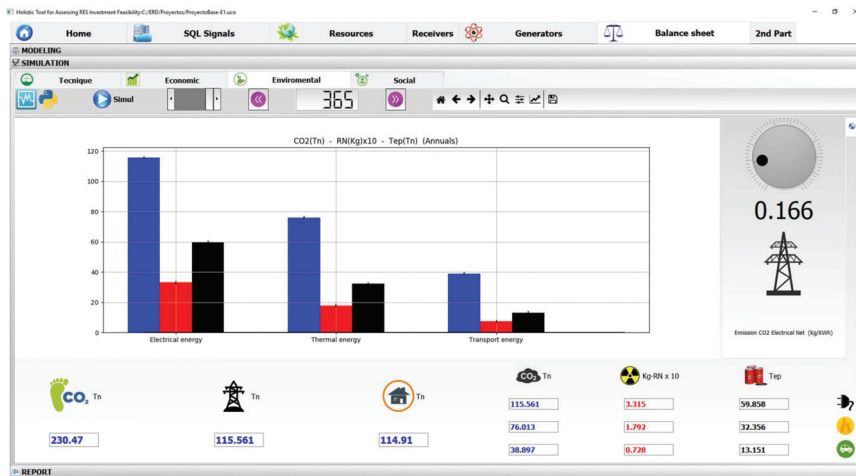 Holistic Tool for Assessing RES Investment Feasibility:C:/ERD/Proyectos/ProyectoBase-E1.uco
Home SQL Signals Resources Receivers Generators Balance sheet 2nd Part
MODELING
SIMULATION
Tecnique Economic Enviromental Social
Simul 365
CO2(Tn) - RN(Kg)x10 - Tep(Tn) (Annuals)
120
100
80
60
40
20
0
Electrical energy Thermal energy Transport energy
0.166
Emission CO2 Electrical Net (Kg/KWh)
CO2 Tn Kg-RN x 10 Tep
CO2 Tn Tn Tn
115.561 3.315 59.858
76.013 1.792 32.356
230.47 115.561 114.91
38.897 0.728 13.151
REPORT